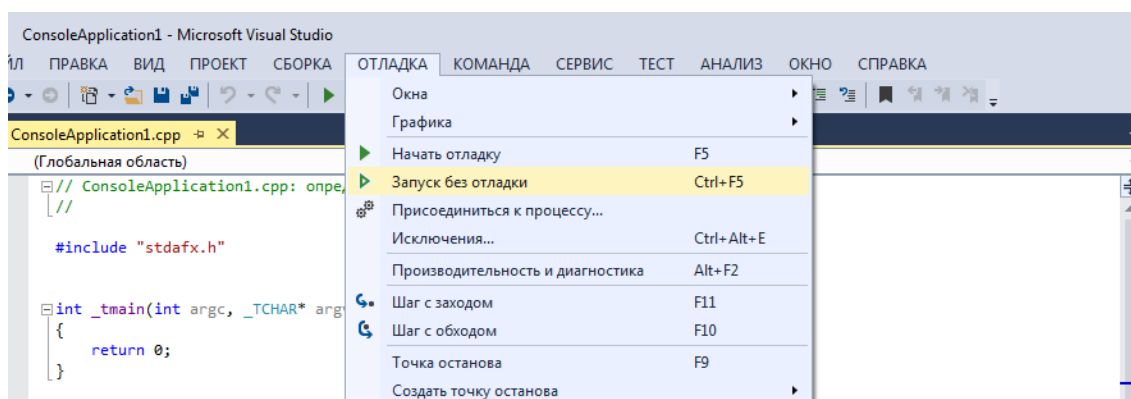 ConsoleApplication1 - Microsoft Visual Studio
ЙЛ ПРАВКА ВИД ПРОЕКТ СБОРКА ОТЛАДКА КОМАНДА СЕРВИС ТЕСТ АНАЛИЗ ОКНО СПРАВКА
ConsoleApplication1.cpp
(Глобальная область)
// ConsoleApplication1.cpp: опре
//
#include "stdafx.h"
int _tmain(int argc, _TCHAR* arg
{
return 0;
}
Окна
Графика
Начать отладку F5
Запуск без отладки Ctrl+F5
Присоединиться к процессу...
Исключения... Ctrl+Alt+E
Производительность и диагностика Alt+F2
Шаг с заходом F11
Шаг с обходом F10
Точка останова F9
Создать точку останова